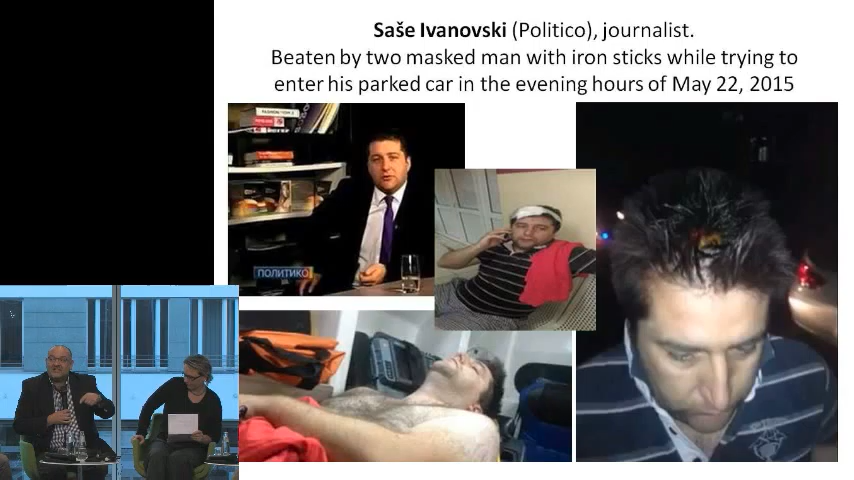 Saše Ivanovski (Politico), journalist.
Beaten by two masked man with iron sticks while trying to
enter his parked car in the evening hours of May 22, 2015
ПОЛИТИКО